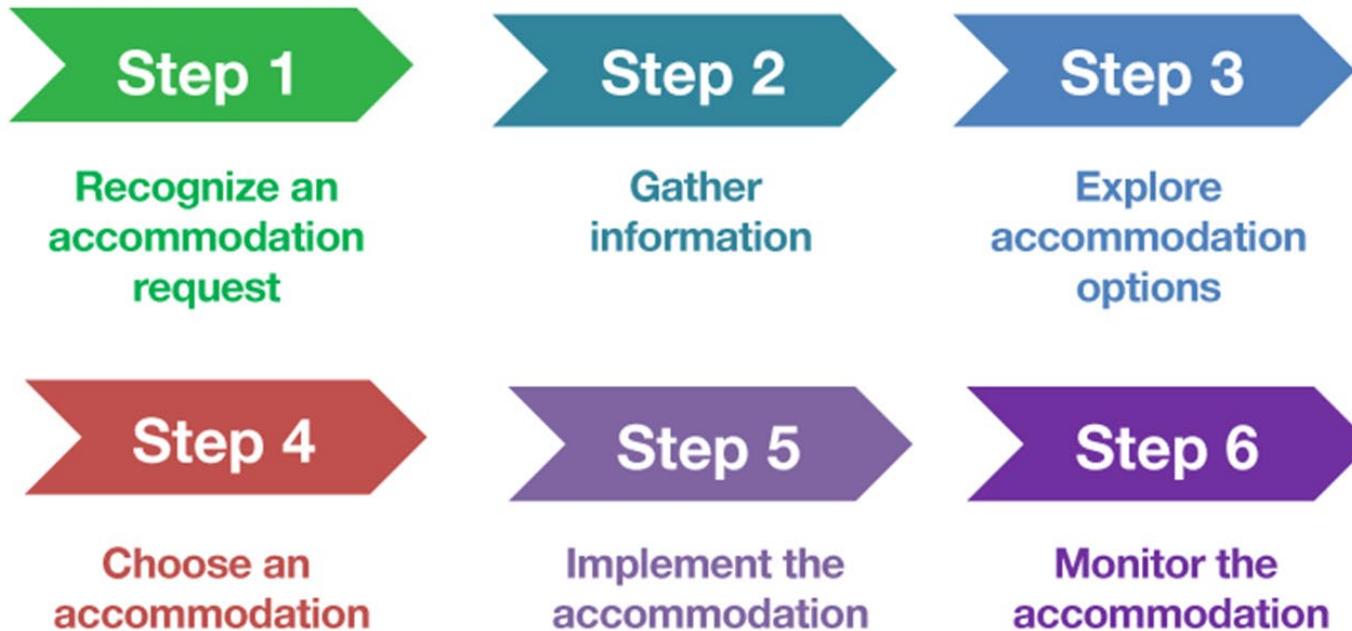 Step 1
Recognize an
accommodation
request
Step 2
Gather
information
Step 3
Explore
accommodation
options
Step 4
Choose an
accommodation
Step 5
Implement the
accommodation
Step 6
Monitor the
accommodation